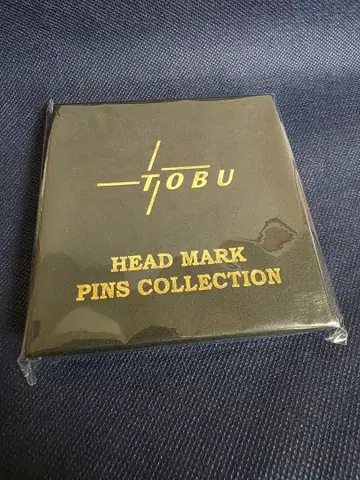 TOBU
HEAD MARK
PINS COLLECTION